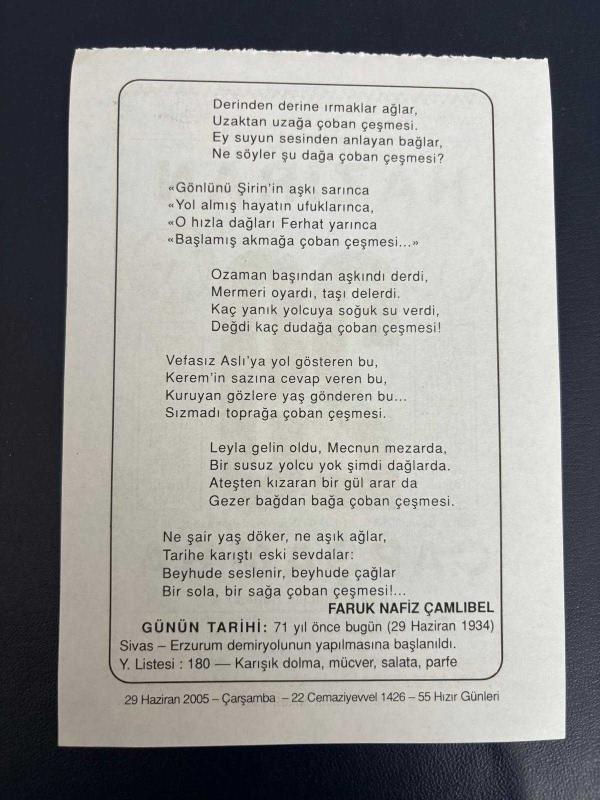 Derinden derine ırmaklar ağlar,
Uzaktan uzağa çoban çeşmesi.
Ey suyun sesinden anlayan bağlar,
Ne söyler şu dağa çoban çeşmesi?
«Gönlünü Şirin'in aşkı sarınca
«Yol almış hayatın ufuklarınca,
«O hızla dağları Ferhat yarınca
«Başlamış akmağa çoban çeşmesi...»
Ozaman başından aşkındı derdi,
Mermeri oyardı, taşı delerdi.
Kaç yanık yolcuya soğuk su verdi,
Değdi kaç dudağa çoban çeşmesi!
Vefasız Aslı'ya yol gösteren bu,
Kerem'in sazına cevap veren bu,
Kuruyan gözlere yaş gönderen bu...
Sızmadı toprağa çoban çeşmesi.
Leyla gelin oldu, Mecnun mezarda,
Bir susuz yolcu yok şimdi dağlarda.
Ateşten kızaran bir gül arar da
Gezer bağdan bağa çoban çeşmesi.
Ne şair yaş döker, ne aşık ağlar,
Tarihe karıştı eski sevdalar:
Beyhude seslenir, beyhude çağlar
Bir sola, bir sağa çoban çeşmesi!...
FARUK NAFİZ ÇAMLIBEL
GÜNÜN TARİHİ: 71 yıl önce bugün (29 Haziran 1934)
Sivas – Erzurum demiryolunun yapılmasına başlanıldı.
Y. Listesi : 180 — Karışık dolma, mücver, salata, parfe
29 Haziran 2005 – Çarşamba – 22 Cemaziyevvel 1426 – 55 Hızır Günleri